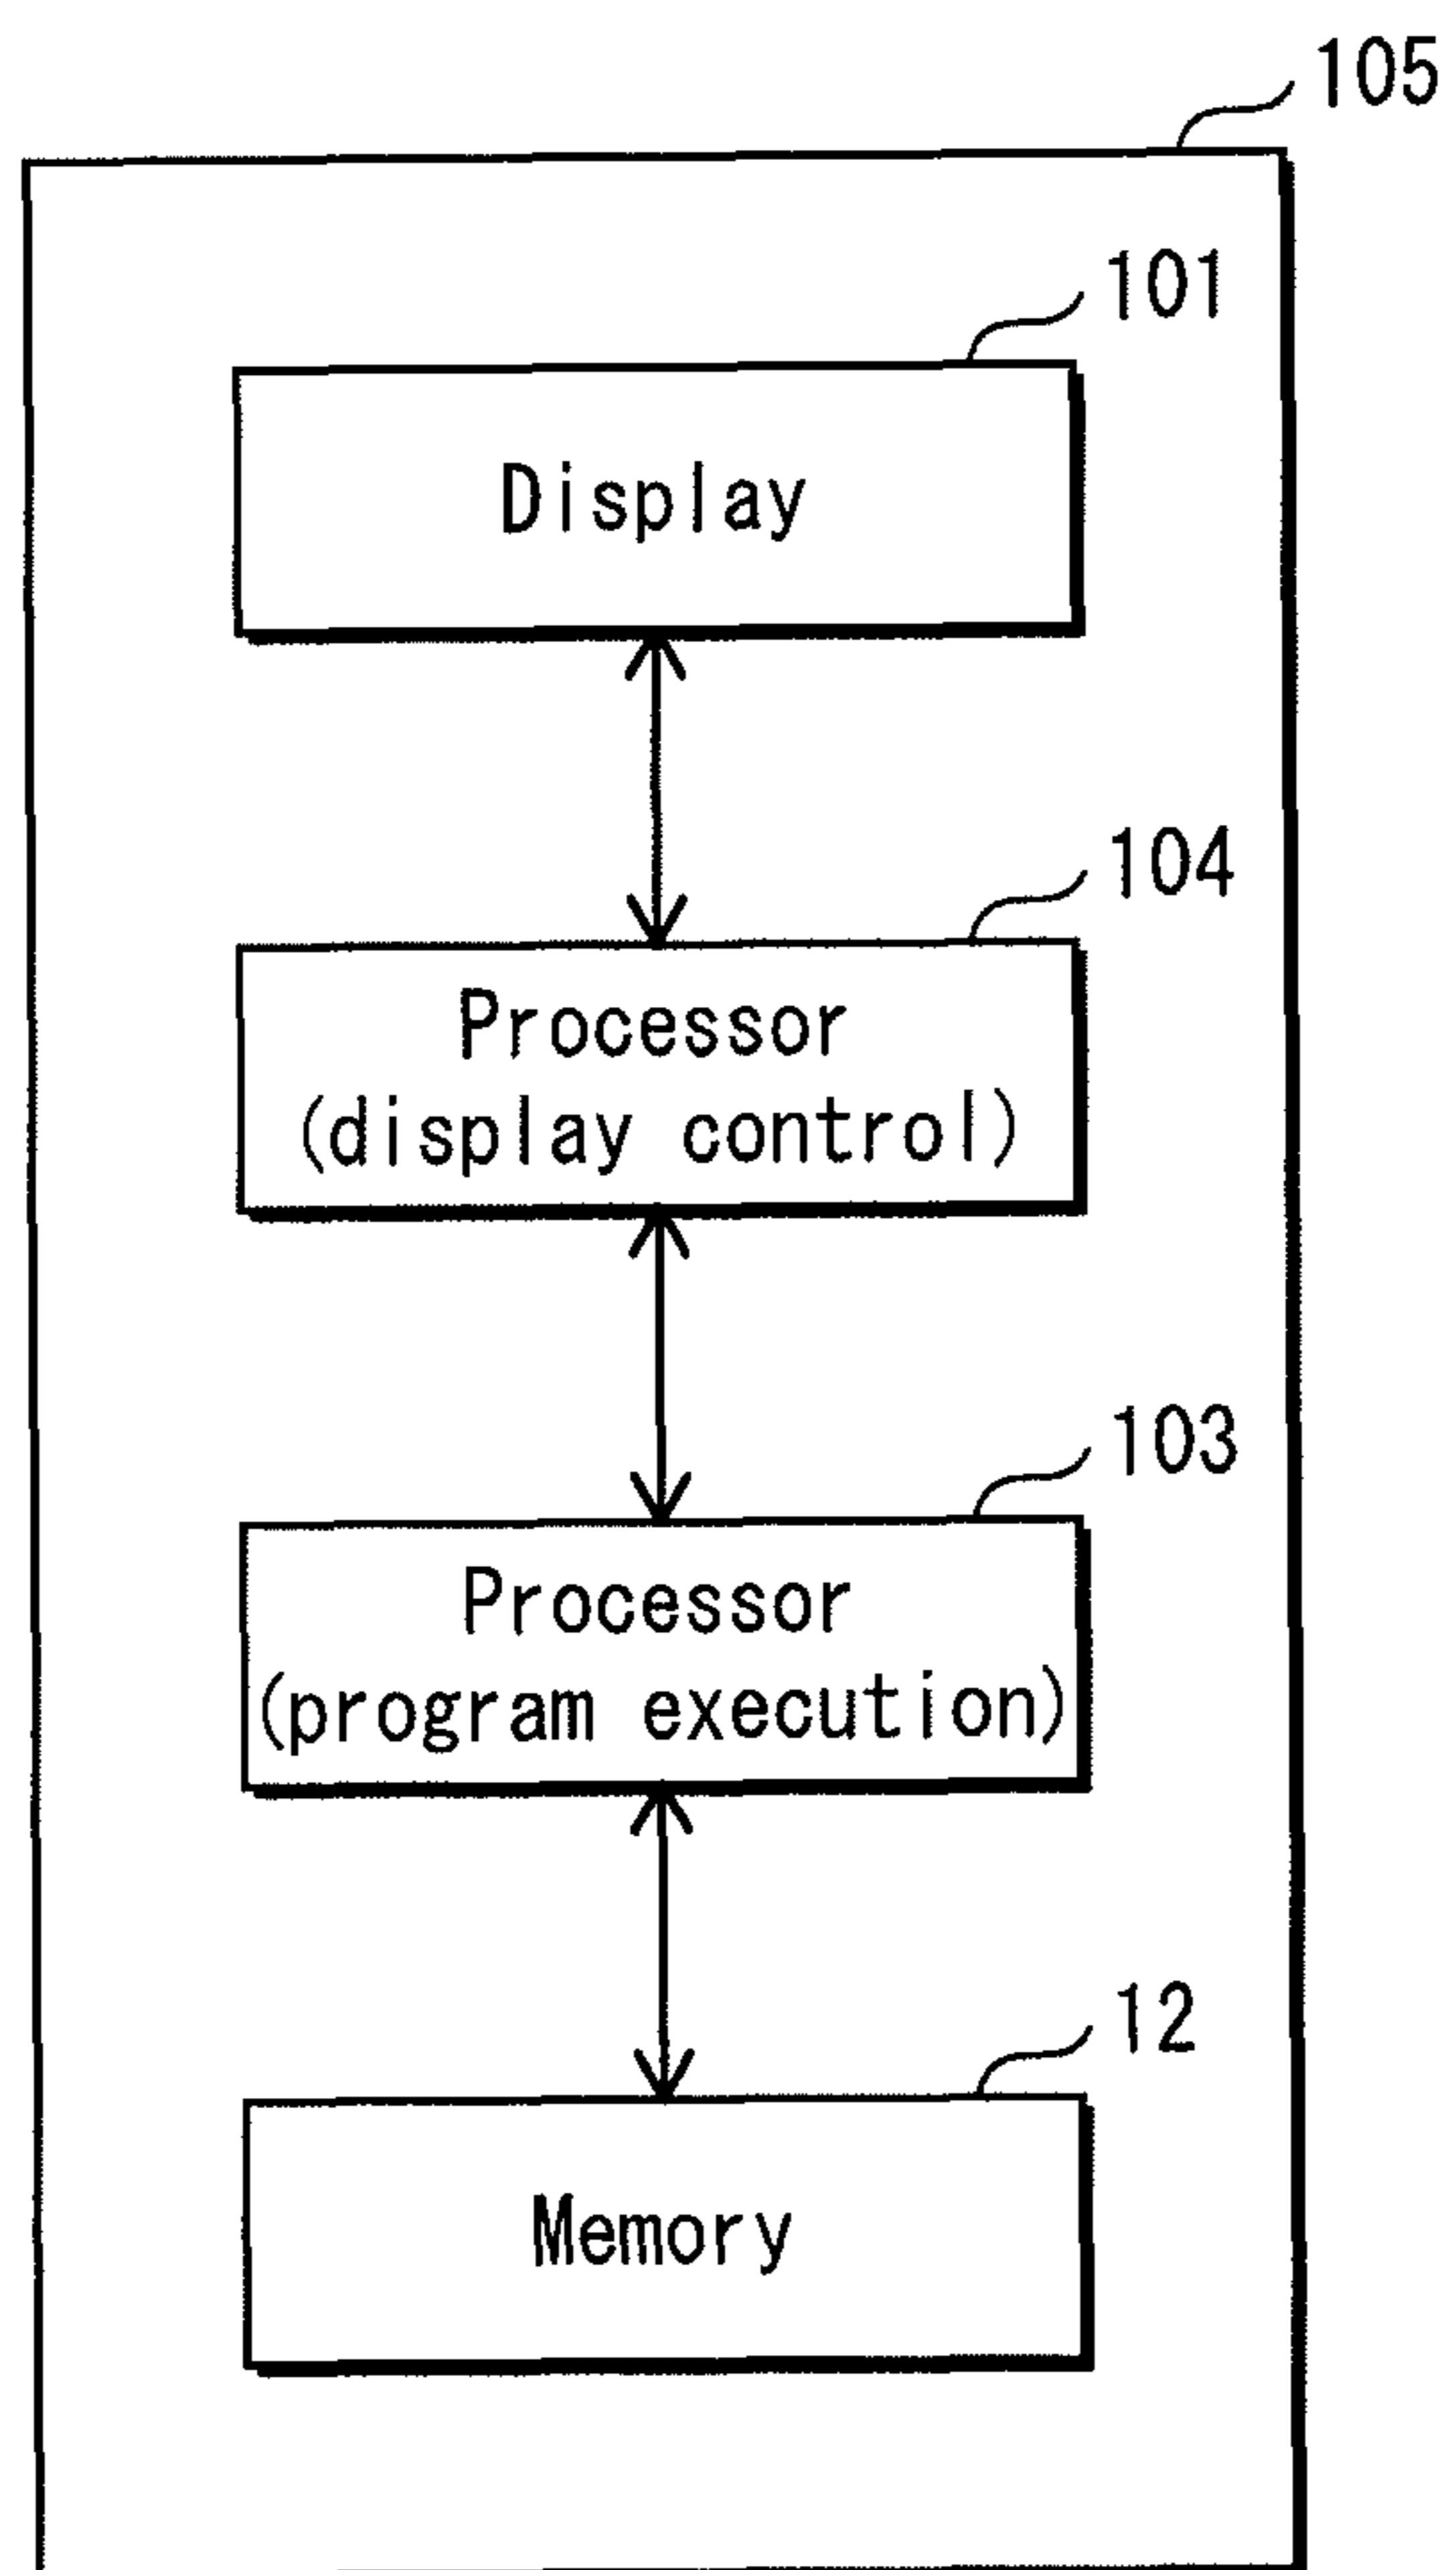 105
101
Display
104
Processor
(display control)
103
Processor
(program execution)
12
Memory